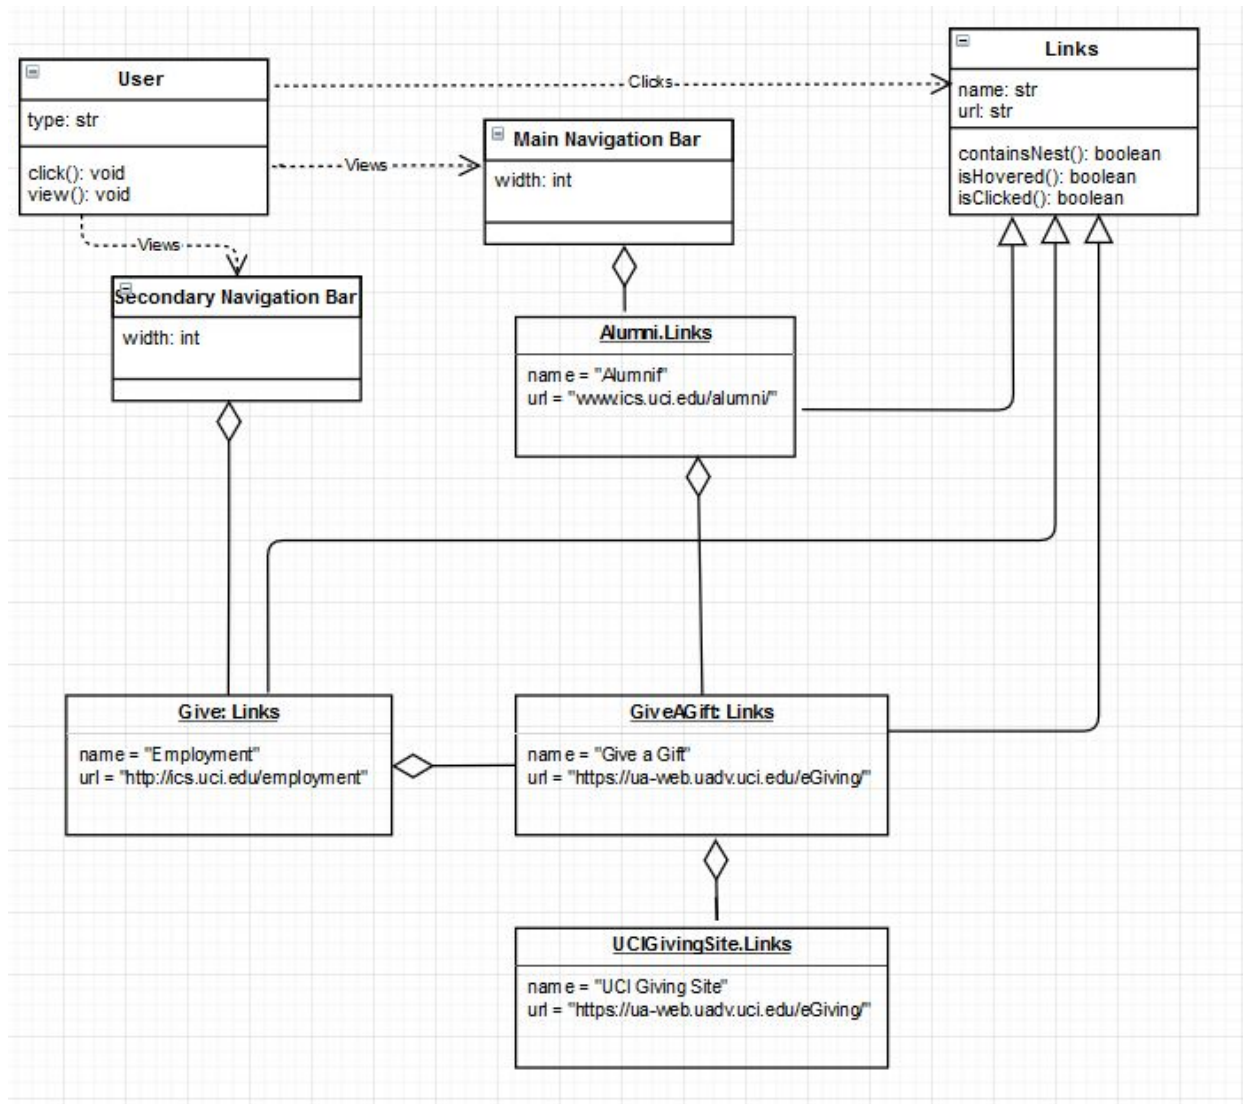 User
type: str
click(): void
view(): void
Clicks
Views
Views
Links
name: str
url: str
containsNest(): boolean
isHovered(): boolean
isClicked(): boolean
Main Navigation Bar
width: int
Secondary Navigation Bar
width: int
Alumni.Links
name = "Alumnif"
url = "www.ics.uci.edu/alumni/"
Give: Links
name = "Employment"
url = "http://ics.uci.edu/employment"
GiveAGift: Links
name = "Give a Gift"
url = "https://ua-web.uadv.uci.edu/eGiving/"
UCIGivingSite.Links
name = "UCI Giving Site"
url = "https://ua-web.uadv.uci.edu/eGiving/"